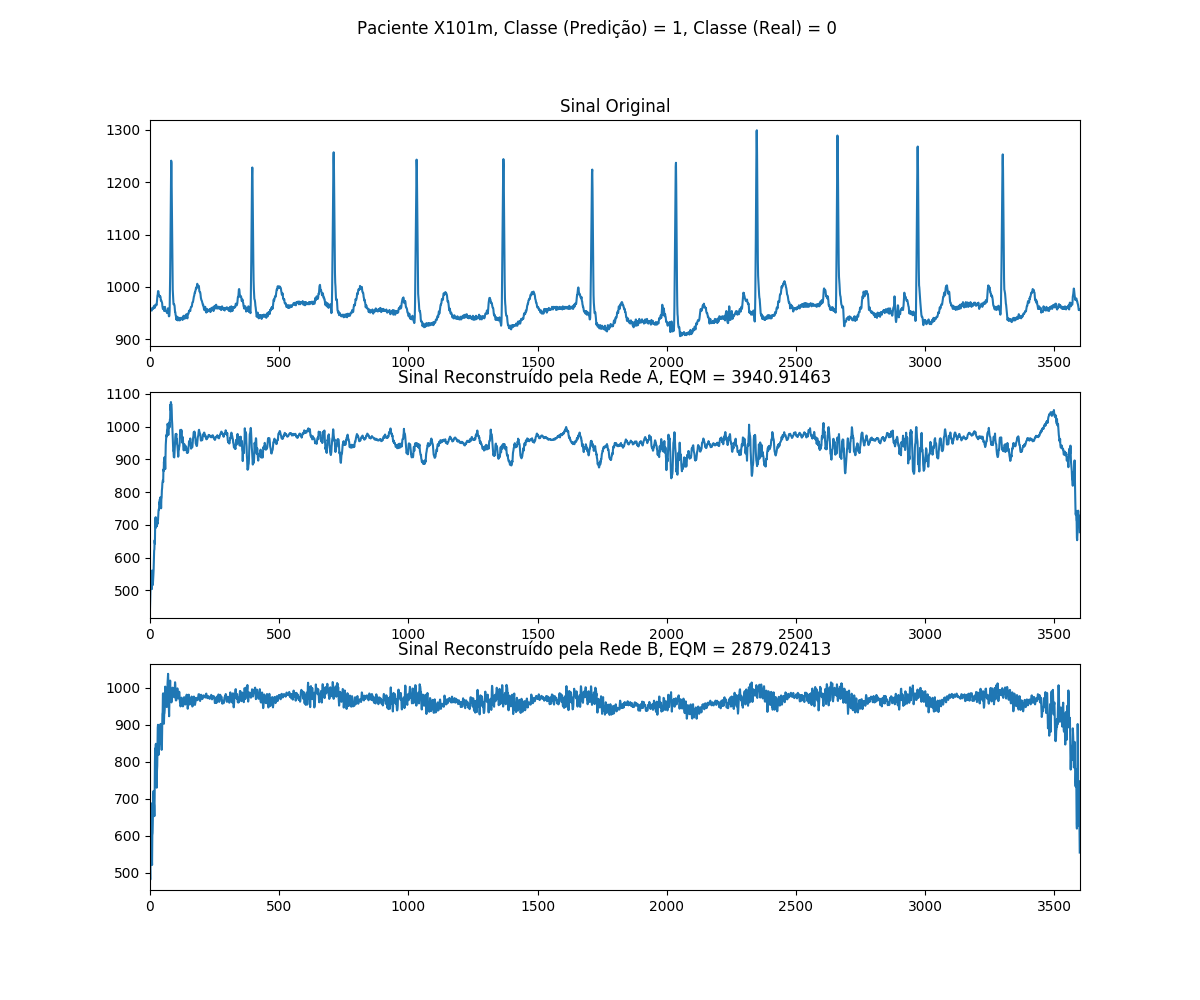 Paciente X101m, Classe (Predição) = 1, Classe (Real) = 0
Sinal Original
1300
1200
1100
1000
900
0 500 1000 1500 2000 2500 3000 3500
Sinal Reconstruído pela Rede A, EQM = 3940.91463
1100
1000
900
800
700
600
500
0 500 1000 1500 2000 2500 3000 3500
Sinal Reconstruído pela Rede B, EQM = 2879.02413
1000
900
800
700
600
500
0 500 1000 1500 2000 2500 3000 3500